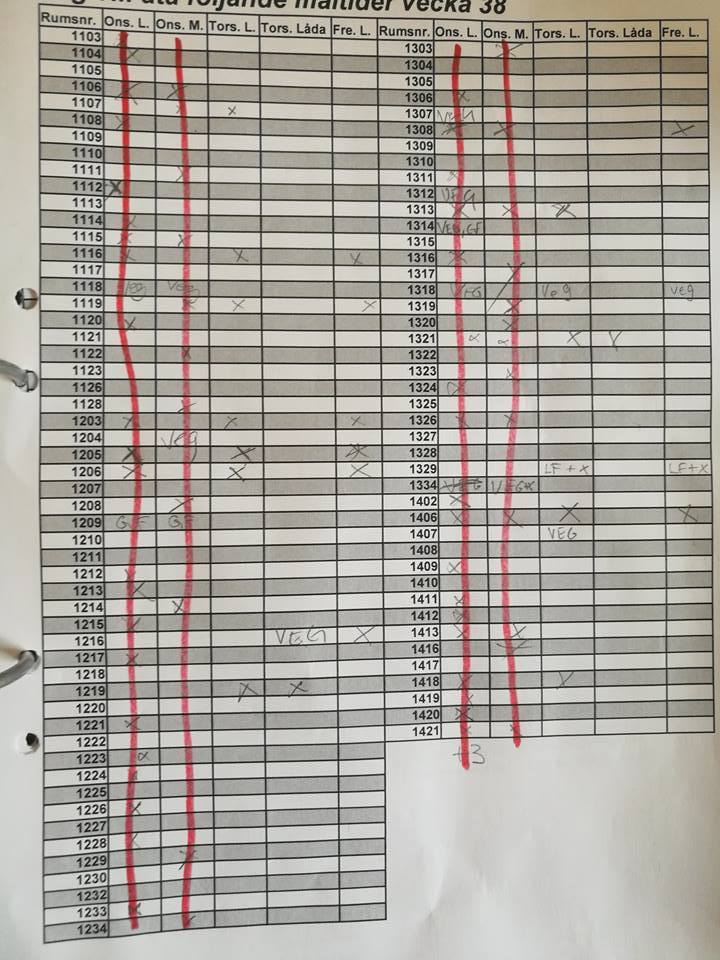 ata följande måltider vecka 38
Rumsnr. Ons. L. Ons. M. Tors. L. Tors. Låda Fre. L. Rumsnr. Ons. L. Ons. M. Tors. L. Tors. Låda Fre. L.
1103 X
1104 X
1105
1106 X X
1107 X X
1108 X
1109
1110
1111 X
1112 X
1113
1114 X
1115 X X
1116 X X X
1117
1118 Veg Veg
1119 X X X
1120 X
1121
1122 X
1123
1126
1128 X
1203 X X X
1204 Veg
1205 X X X
1206 X X X
1207
1208 X
1209 GF GF
1210
1211
1212 X
1213 X
1214 X
1215 X
1216 VEG X
1217 X
1218
1219 X X
1220
1221 X
1222
1223 X
1224
1225
1226 X
1227
1228 X
1229 X
1230
1232
1233 X
1234 X
1303 X
1304
1305
1306 X
1307 VEG
1308 X X X
1309
1310
1311 X
1312 VEG
1313 X X X
1314 VEG, GF
1315
1316 X
1317 X
1318 VEG Veg veg
1319 X
1320 X
1321 X X X X
1322
1323 X
1324 X
1325
1326 X X
1327
1328
1329 LF + X LF + X
1334 VEG VEG X
1402 X
1406 X X X X
1407 VEG
1408
1409 X
1410
1411 X
1412 X
1413 X X
1416 X
1417
1418 X X
1419 X
1420 X
1421 X X
+3